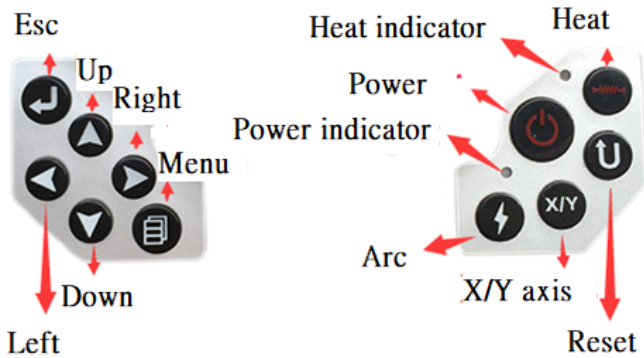 Esc
Up
Right
Menu
Down
Left
Heat indicator
Heat
Power
Power indicator
X/Y
Arc
X/Y axis
Reset